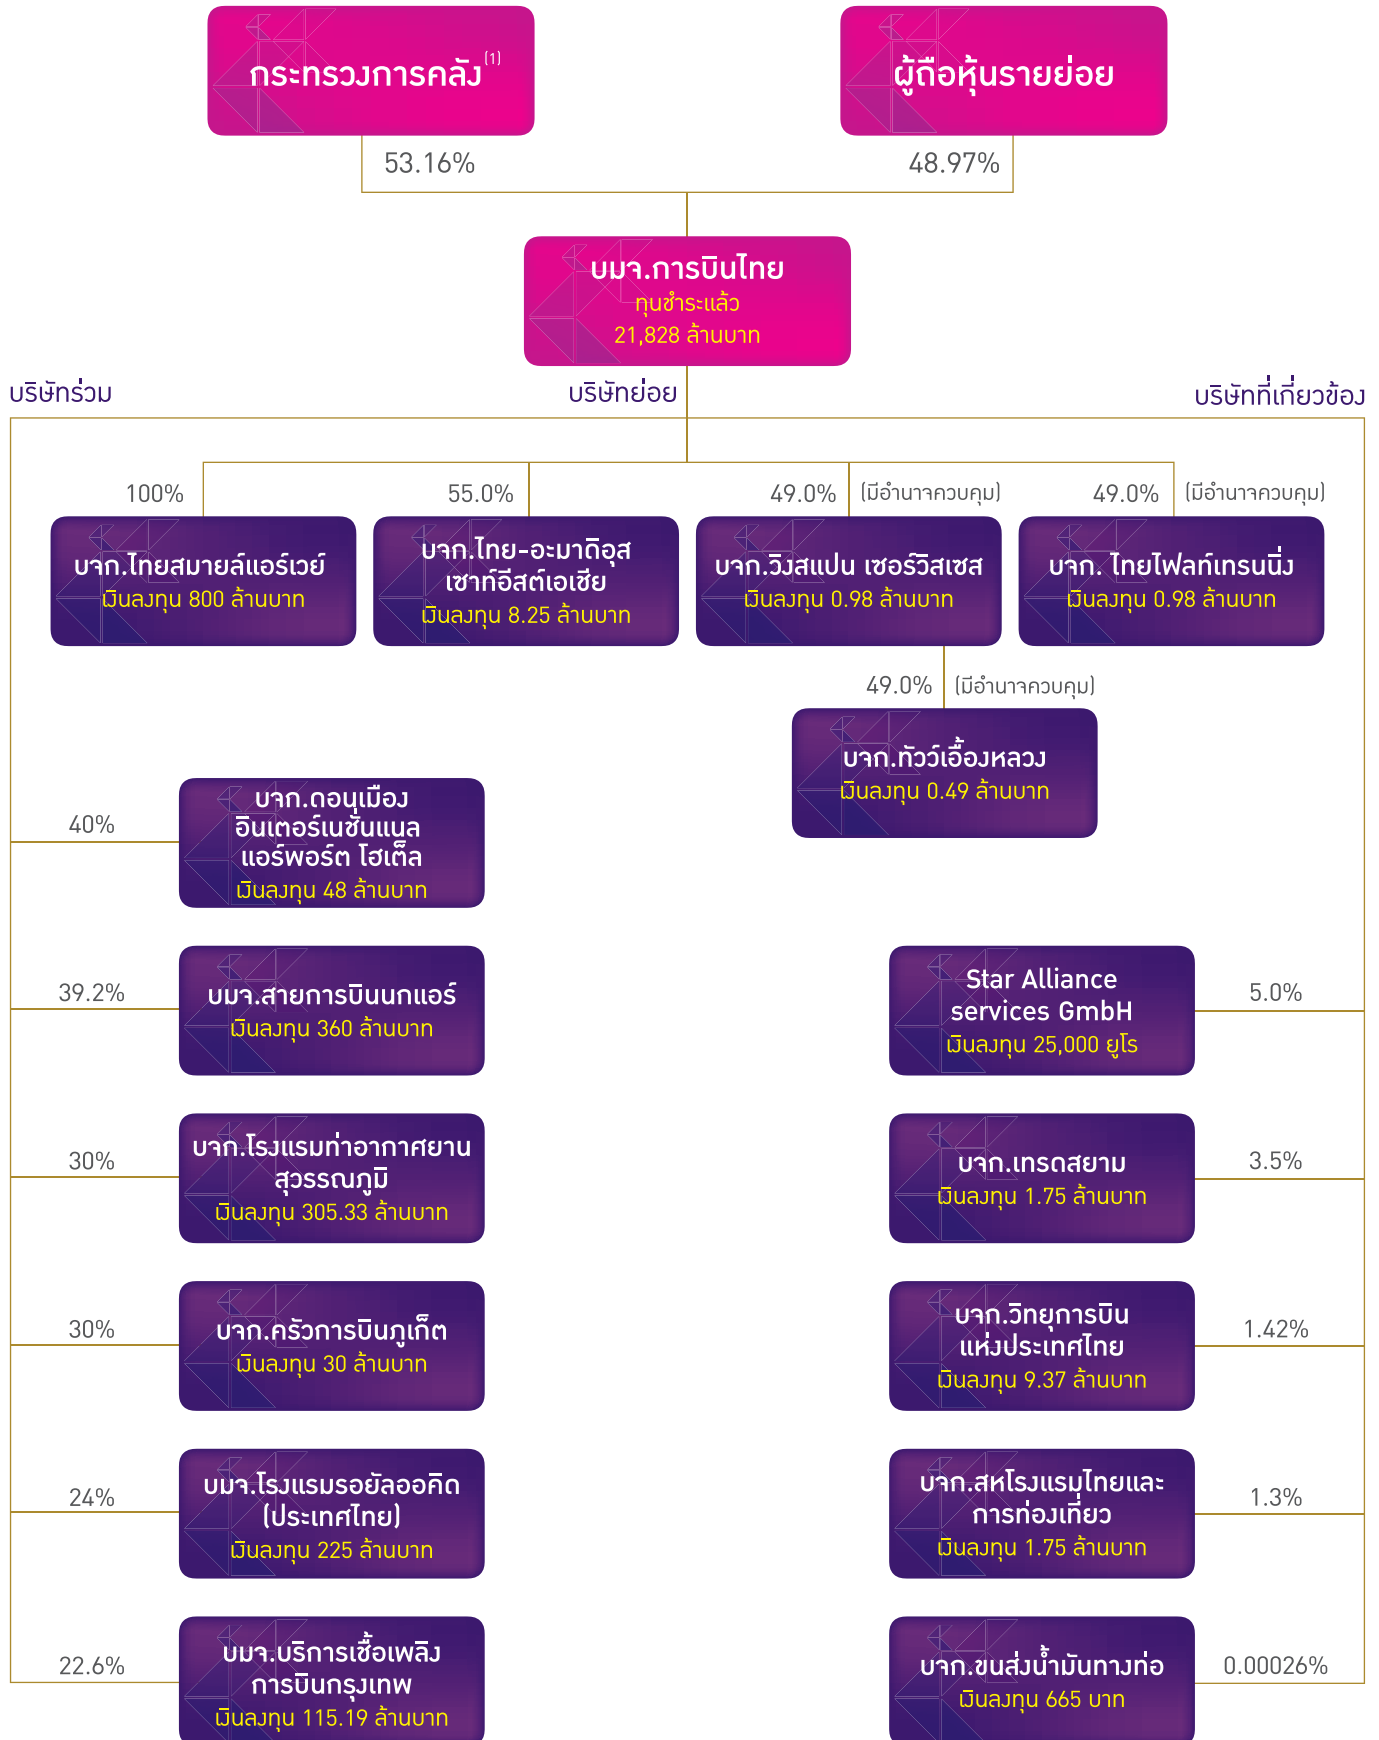 กระทรวงการคลัง(1)
ผู้ถือหุ้นรายย่อย
53.16%
48.97%
บมจ.การบินไทย
ทุนชำระแล้ว
21,828 ล้านบาท
บริษัทร่วม
บริษัทย่อย
บริษัทที่เกี่ยวข้อง
100%
55.0%
49.0% (มีอำนาจควบคุม)
49.0% (มีอำนาจควบคุม)
บจก.ไทยสมายล์แอร์เวย์
เงินลงทุน 800 ล้านบาท
บจก.ไทย-อะมาดิอุส
เซาท์อีสต์เอเชีย
เงินลงทุน 8.25 ล้านบาท
บจก.วิงสแปน เซอร์วิสเซส
เงินลงทุน 0.98 ล้านบาท
บจก. ไทยไฟลท์เทรนนิ่ง
เงินลงทุน 0.98 ล้านบาท
49.0% (มีอำนาจควบคุม)
บจก.ทัวว์เอื้องหลวง
เงินลงทุน 0.49 ล้านบาท
40%
บจก.ดอนเมือง
อินเตอร์เนชั่นแนล
แอร์พอร์ต โฮเต็ล
เงินลงทุน 48 ล้านบาท
39.2%
บมจ.สายการบินนกแอร์
เงินลงทุน 360 ล้านบาท
30%
บจก.โรงแรมท่าอากาศยาน
สุวรรณภูมิ
เงินลงทุน 305.33 ล้านบาท
30%
บจก.ครัวการบินภูเก็ต
เงินลงทุน 30 ล้านบาท
24%
บมจ.โรงแรมรอยัลออคิด
(ประเทศไทย)
เงินลงทุน 225 ล้านบาท
22.6%
บมจ.บริการเชื้อเพลิง
การบินกรุงเทพ
เงินลงทุน 115.19 ล้านบาท
Star Alliance
services GmbH
เงินลงทุน 25,000 ยูโร
5.0%
บจก.เทรดสยาม
เงินลงทุน 1.75 ล้านบาท
3.5%
บจก.วิทยุการบิน
แห่งประเทศไทย
เงินลงทุน 9.37 ล้านบาท
1.42%
บจก.สหโรงแรมไทยและ
การท่องเที่ยว
เงินลงทุน 1.75 ล้านบาท
1.3%
บจก.ขนส่งน้ำมันทางท่อ
เงินลงทุน 665 บาท
0.00026%